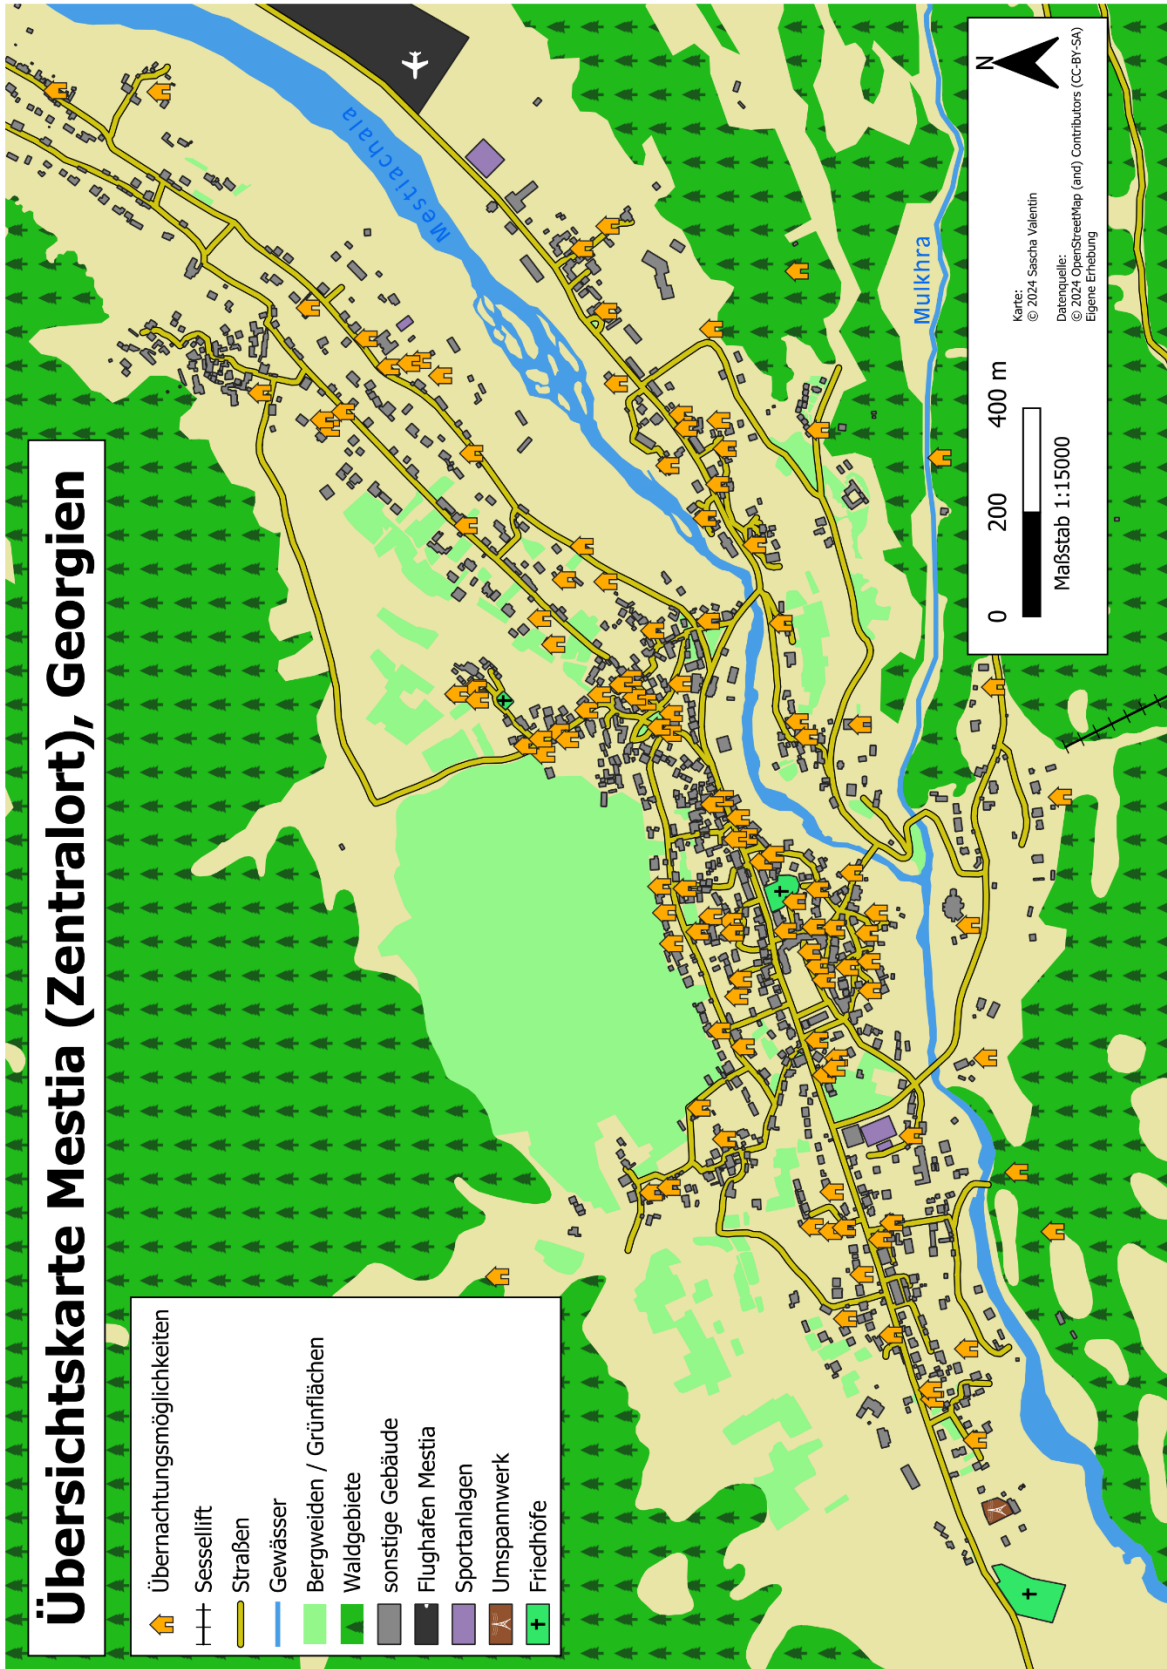 Übersichtskarte Mestia (Zentralort), Georgien
Übernachtungsmöglichkeiten
Sessellift
Straßen
Gewässer
Bergweiden / Grünflächen
Waldgebiete
sonstige Gebäude
Flughafen Mestia
Sportanlagen
Umspannwerk
Friedhöfe
Mestiachala
Mulkhra
0 200 400 m
Maßstab 1:15000
N
Karte:
© 2024 Sascha Valentin
Datenquelle:
© 2024 OpenStreetMap (and) Contributors (CC-BY-SA)
Eigene Erhebung